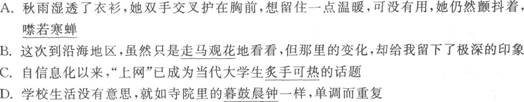 A. 秋雨湿透了衣衫,她双手交叉护在胸前,想留住一点温暖,可没有用,她仍然颤抖着,
噤若寒蝉
B. 这次到沿海地区,虽然只是走马观花地看看,但那里的变化,却给我留下了极深的印象
C. 自信息化以来,“上网”已成为当代大学生炙手可热的话题
D. 学校生活没有意思,就如寺院里的暮鼓晨钟一样,单调而重复